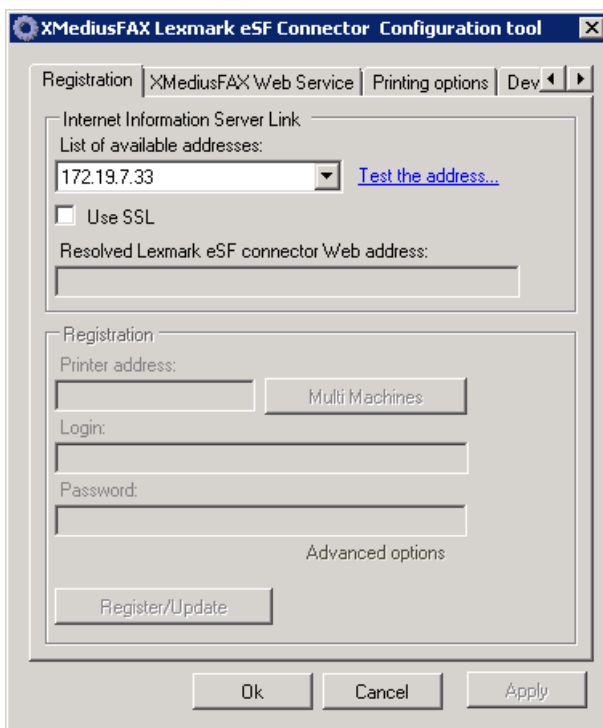 XMediusFAX Lexmark eSF Connector Configuration tool
Registration XMediusFAX Web Service Printing options Dev
Internet Information Server Link
List of available addresses:
172.19.7.33 Test the address...
Use SSL
Resolved Lexmark eSF connector Web address:
Registration
Printer address:
Multi Machines
Login:
Password:
Advanced options
Register/Update
Ok Cancel Apply